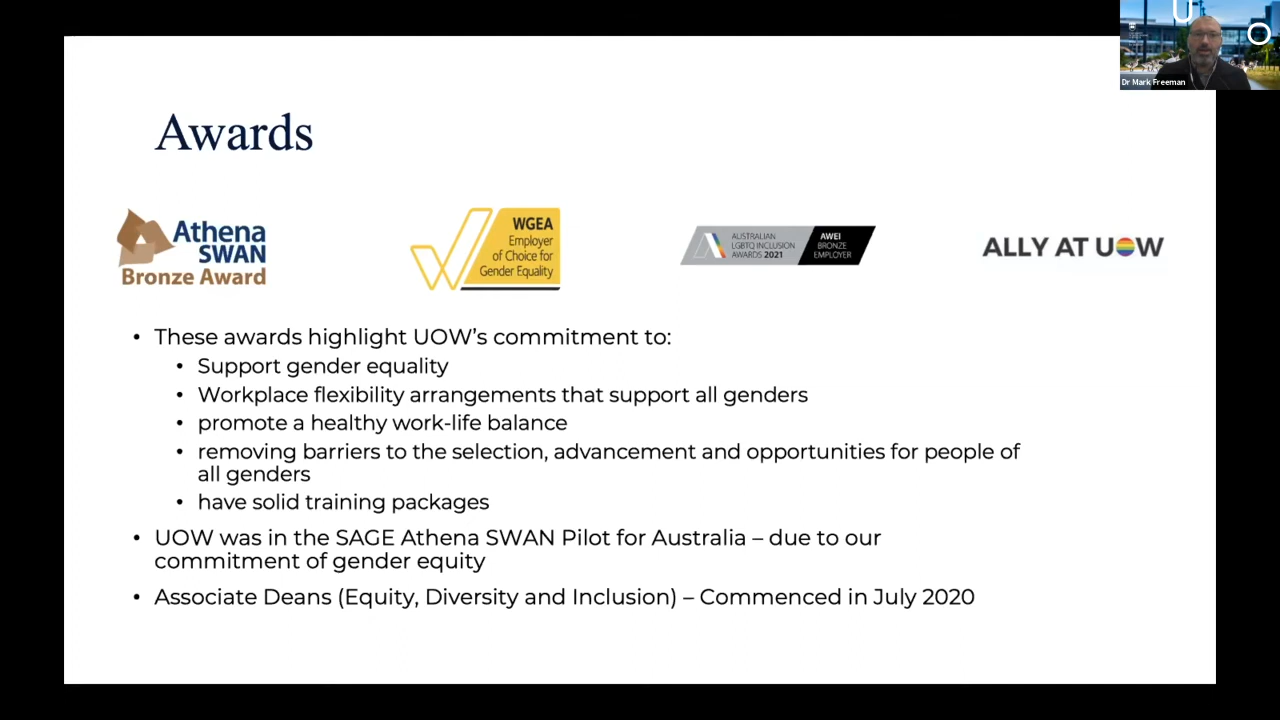 U
O
Dr Mark Freeman
Awards
Athena
SWAN
Bronze Award
WGEA
Employer
of Choice for
Gender Equality
AUSTRALIAN
LGBTQ INCLUSION
AWARDS 2021
AWEI
BRONZE
EMPLOYER
ALLY AT UOW
• These awards highlight UOW’s commitment to:
• Support gender equality
• Workplace flexibility arrangements that support all genders
• promote a healthy work-life balance
• removing barriers to the selection, advancement and opportunities for people of
all genders
• have solid training packages
• UOW was in the SAGE Athena SWAN Pilot for Australia – due to our
commitment of gender equity
• Associate Deans (Equity, Diversity and Inclusion) – Commenced in July 2020